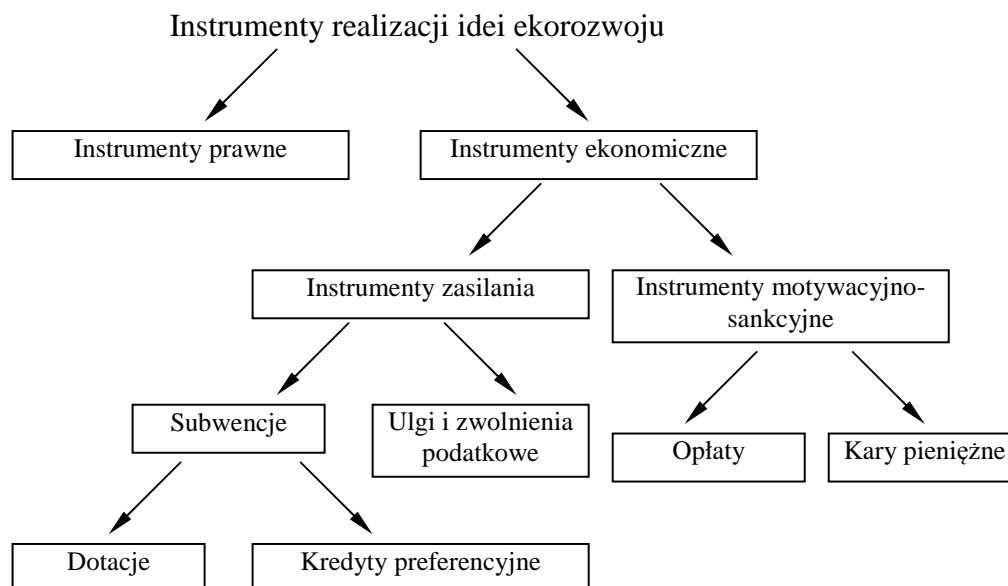 Instrumenty realizacji idei ekorozwoju
Instrumenty prawne
Instrumenty ekonomiczne
Instrumenty zasilania
Instrumenty motywacyjno-
sankcyjne
Subwencje
Ulgi i zwolnienia
podatkowe
Opłaty
Kary pieniężne
Dotacje
Kredyty preferencyjne